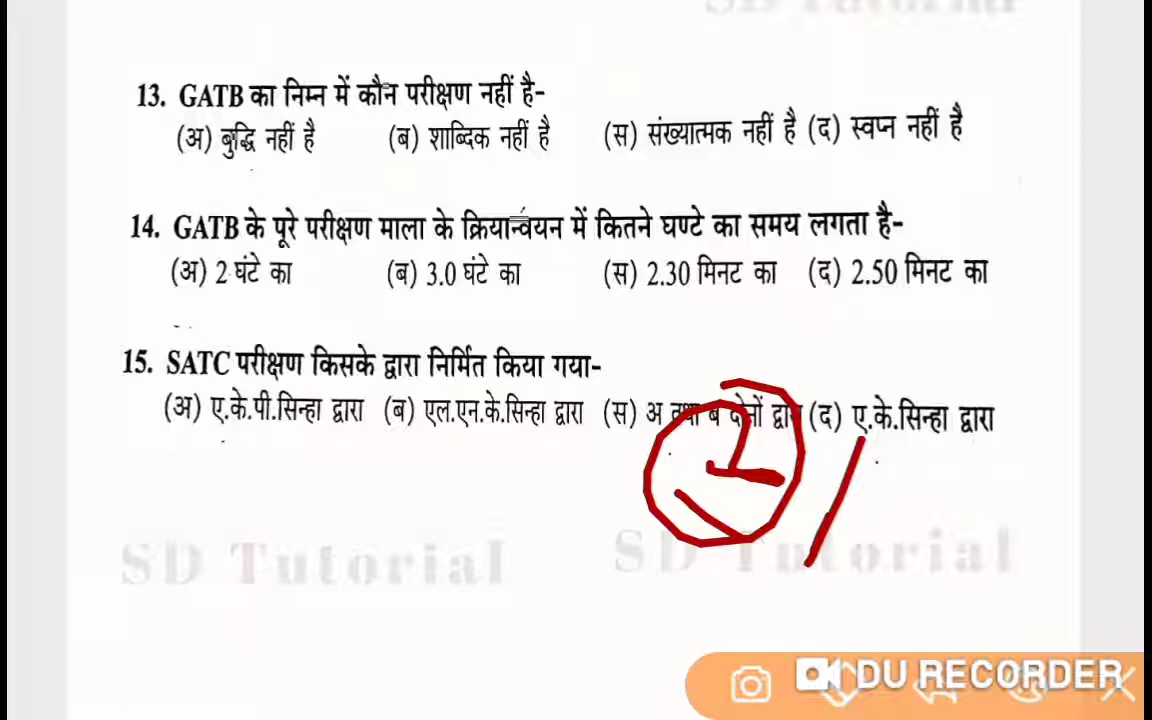 SD Tutorial
13. GATB का निम्न में कौन परीक्षण नहीं है-
(अ) बुद्धि नहीं है (ब) शाब्दिक नहीं है (स) संख्यात्मक नहीं है (द) स्वप्न नहीं है
14. GATB के पूरे परीक्षण माला के क्रियान्वयन में कितने घण्टे का समय लगता है-
(अ) 2 घंटे का (ब) 3.0 घंटे का (स) 2.30 मिनट का (द) 2.50 मिनट का
15. SATC परीक्षण किसके द्वारा निर्मित किया गया-
(अ) ए.के.पी.सिन्हा द्वारा (ब) एल.एन.के.सिन्हा द्वारा (स) अ तथा ब दोनों द्वारा (द) ए.के.सिन्हा द्वारा
SD Tutorial SD Tutorial
DU RECORDER